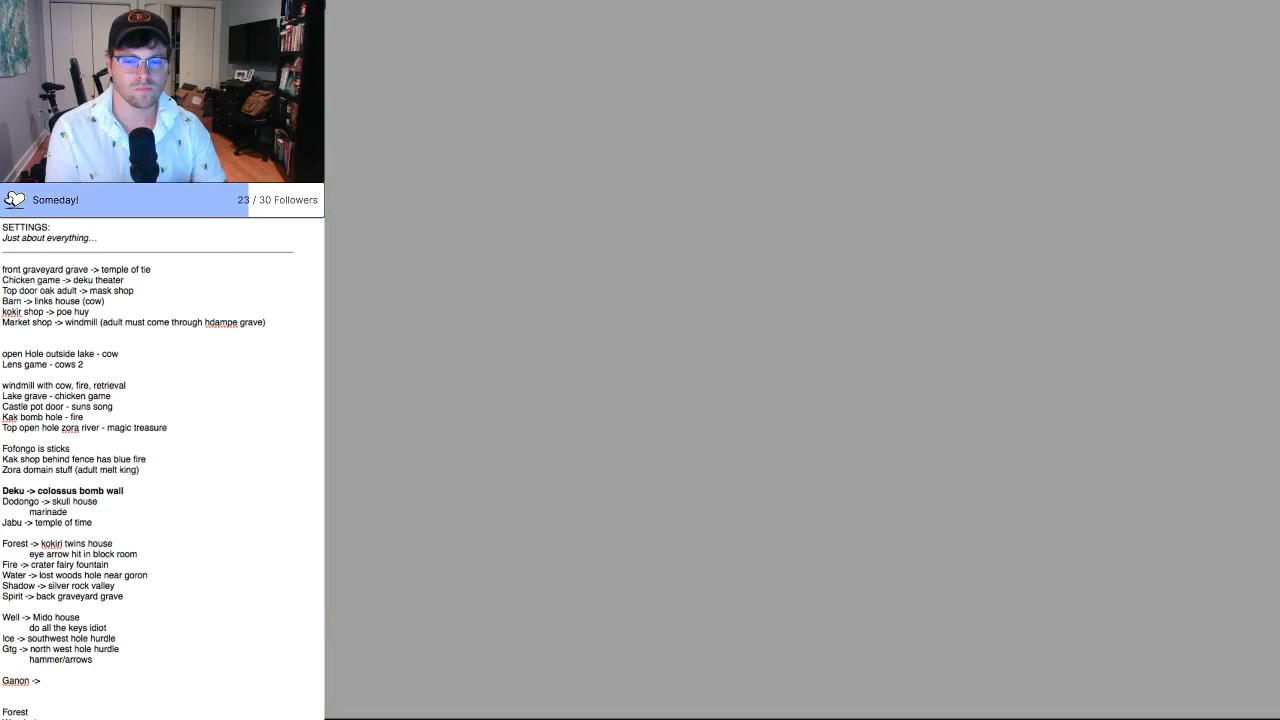 Someday!
23 / 30 Followers
SETTINGS:
Just about everything…
front graveyard grave -> temple of tie
Chicken game -> deku theater
Top door oak adult -> mask shop
Barn -> links house (cow)
kokir shop -> poe huy
Market shop -> windmill (adult must come through hdampe grave)
open Hole outside lake - cow
Lens game - cows 2
windmill with cow, fire, retrieval
Lake grave - chicken game
Castle pot door - suns song
Kak bomb hole - fire
Top open hole zora river - magic treasure
Fofongo is sticks
Kak shop behind fence has blue fire
Zora domain stuff (adult melt king)
Deku -> colossus bomb wall
Dodongo -> skull house
marinade
Jabu -> temple of time
Forest -> kokiri twins house
eye arrow hit in block room
Fire -> crater fairy fountain
Water -> lost woods hole near goron
Shadow -> silver rock valley
Spirit -> back graveyard grave
Well -> Mido house
do all the keys idiot
Ice -> southwest hole hurdle
Gtg -> north west hole hurdle
hammer/arrows
Ganon ->
Forest